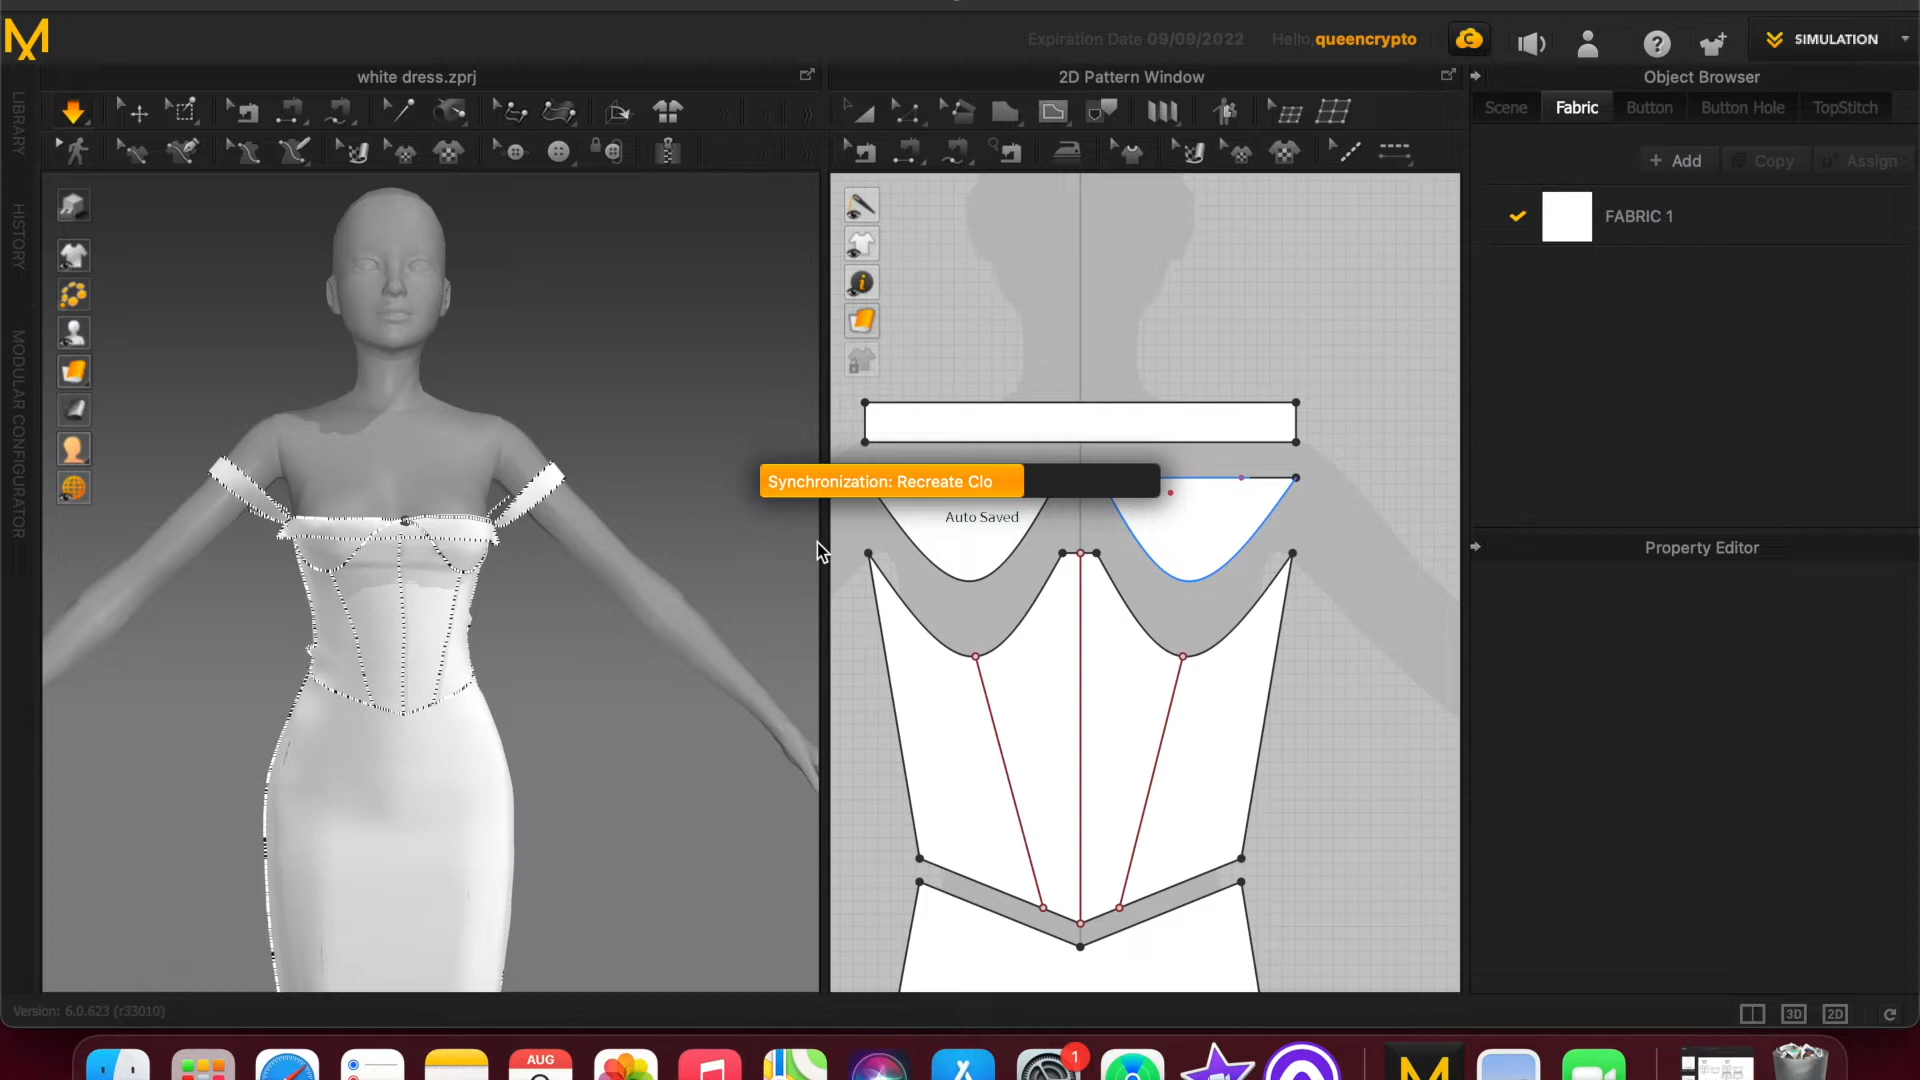 Expiration Date 09/09/2022 Hello,queencrypto
SIMULATION
white dress.zprj
2D Pattern Window
Object Browser
Scene Fabric Button Button Hole TopStitch
+ Add Copy Assign
FABRIC 1
LIBRARY
HISTORY
MODULAR CONFIGURATOR
Synchronization: Recreate Clo
Auto Saved
Property Editor
Version: 6.0.623 (r33010)
3D 2D
AUG
1